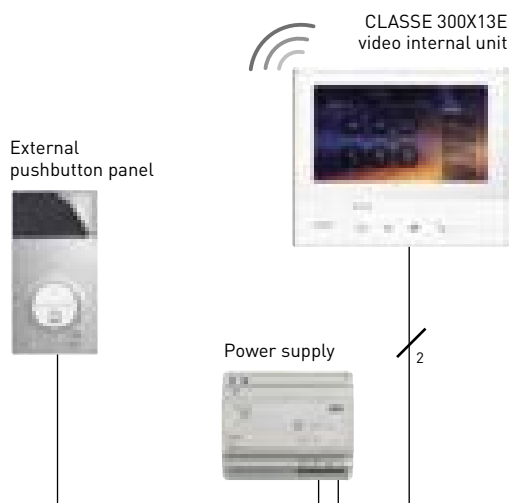 CLASSE 300X13E
video internal unit
External
pushbutton panel
Power supply
2